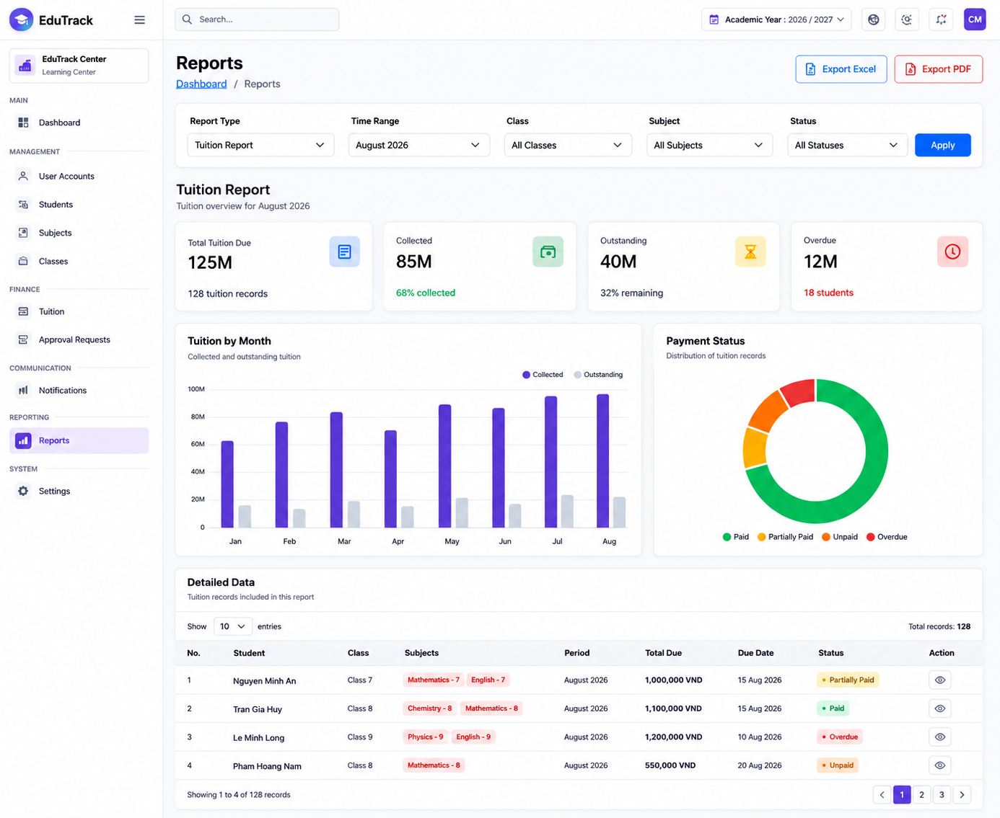 EduTrack
Search...
Academic Year : 2026 / 2027
CM
EduTrack Center
Learning Center
MAIN
Dashboard
MANAGEMENT
User Accounts
Students
Subjects
Classes
FINANCE
Tuition
Approval Requests
COMMUNICATION
Notifications
REPORTING
Reports
SYSTEM
Settings
Reports
Dashboard / Reports
Export Excel
Export PDF
Report Type
Time Range
Class
Subject
Status
Tuition Report
August 2026
All Classes
All Subjects
All Statuses
Apply
Tuition Report
Tuition overview for August 2026
Total Tuition Due
125M
128 tuition records
Collected
85M
68% collected
Outstanding
40M
32% remaining
Overdue
12M
18 students
Tuition by Month
Collected and outstanding tuition
Collected Outstanding
100M
80M
60M
40M
20M
0
Jan Feb Mar Apr May Jun Jul Aug
Payment Status
Distribution of tuition records
Paid Partially Paid Unpaid Overdue
Detailed Data
Tuition records included in this report
Show 10 entries
Total records: 128
No. Student Class Subjects Period Total Due Due Date Status Action
1 Nguyen Minh An Class 7 Mathematics - 7 English - 7 August 2026 1,000,000 VND 15 Aug 2026 Partially Paid
2 Tran Gia Huy Class 8 Chemistry - 8 Mathematics - 8 August 2026 1,100,000 VND 15 Aug 2026 Paid
3 Le Minh Long Class 9 Physics - 9 English - 9 August 2026 1,200,000 VND 10 Aug 2026 Overdue
4 Pham Hoang Nam Class 8 Mathematics - 8 August 2026 550,000 VND 20 Aug 2026 Unpaid
Showing 1 to 4 of 128 records
1 2 3